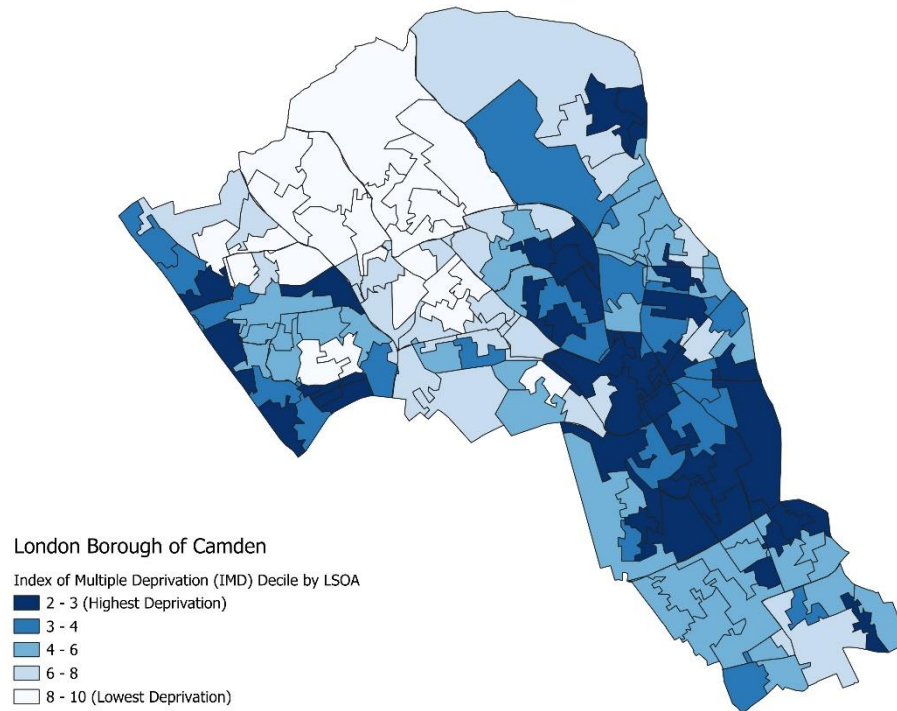 London Borough of Camden
Index of Multiple Deprivation (IMD) Decile by LSOA
2 - 3 (Highest Deprivation)
3 - 4
4 - 6
6 - 8
8 - 10 (Lowest Deprivation)